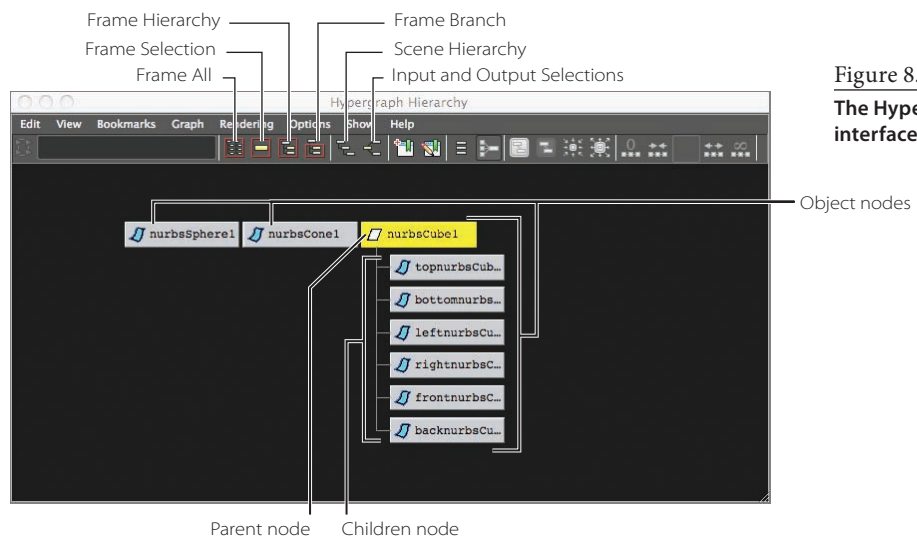 Frame Hierarchy
Frame Branch
Frame Selection
Scene Hierarchy
Frame All
Input and Output Selections
Figure 8.
The Hype
interface
Hypergraph Hierarchy
Edit View Bookmarks Graph Rendering Options Show Help
Object nodes
nurbsSphere1 nurbsCone1 nurbsCube1
topnurbsCub...
bottomnurbs...
leftnurbsCu...
rightnurbsC...
frontnurbsC...
backnurbsCu...
Parent node
Children node